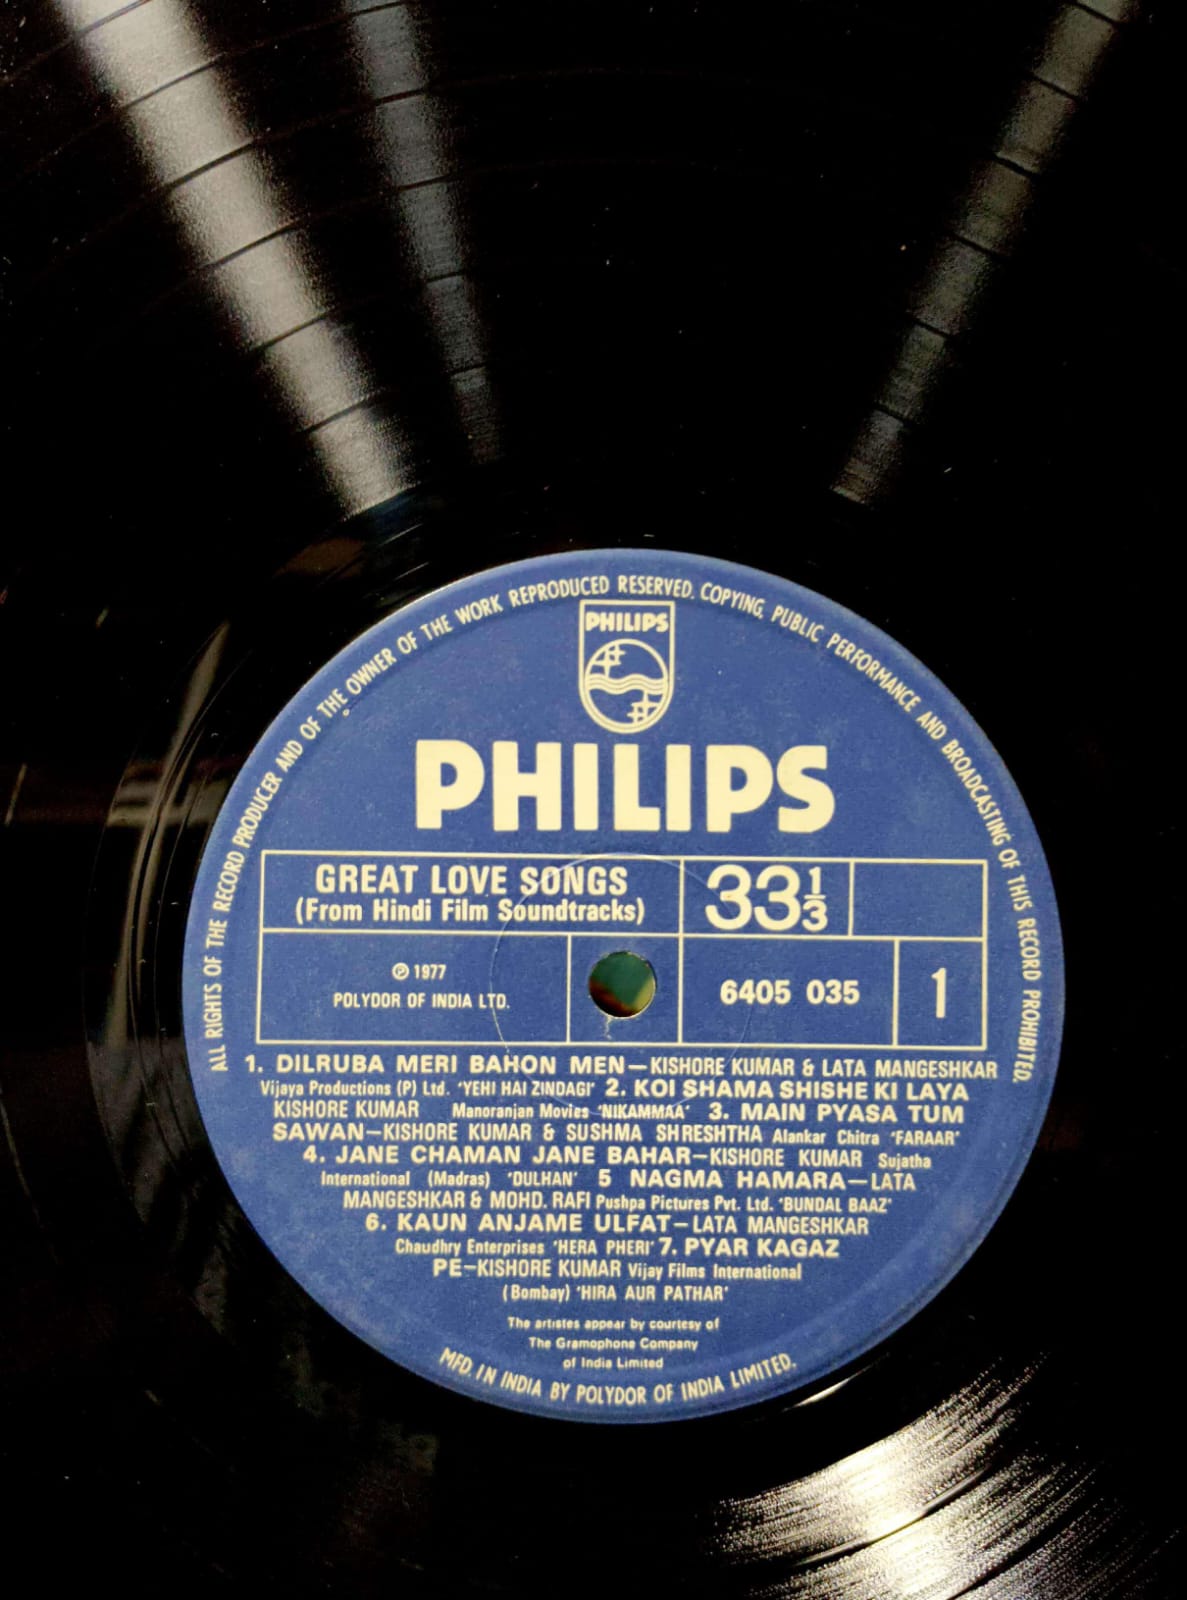 ALL RIGHTS OF THE RECORD PRODUCER AND OF THE OWNER OF THE WORK REPRODUCED RESERVED. COPYING, PUBLIC PERFORMANCE AND BROADCASTING OF THIS RECORD PROHIBITED.
PHILIPS
PHILIPS
GREAT LOVE SONGS
(From Hindi Film Soundtracks)
33 1/3
℗ 1977
POLYDOR OF INDIA LTD.
6405 035
1
1. DILRUBA MERI BAHON MEN—KISHORE KUMAR & LATA MANGESHKAR
Vijaya Productions (P) Ltd. 'YEHI HAI ZINDAGI' 2. KOI SHAMA SHISHE KI LAYA
KISHORE KUMAR Manoranjan Movies 'NIKAMMAA' 3. MAIN PYASA TUM
SAWAN—KISHORE KUMAR & SUSHMA SHRESHTHA Alankar Chitra 'FARAAR'
4. JANE CHAMAN JANE BAHAR—KISHORE KUMAR Sujatha
International (Madras) 'DULHAN' 5 NAGMA HAMARA—LATA
MANGESHKAR & MOHD. RAFI Pushpa Pictures Pvt. Ltd. 'BUNDAL BAAZ'
6. KAUN ANJAME ULFAT—LATA MANGESHKAR
Chaudhry Enterprises 'HERA PHERI' 7. PYAR KAGAZ
PE—KISHORE KUMAR Vijay Films International
(Bombay) 'HIRA AUR PATHAR'
The artistes appear by courtesy of
The Gramophone Company
of India Limited
MFD. IN INDIA BY POLYDOR OF INDIA LIMITED.